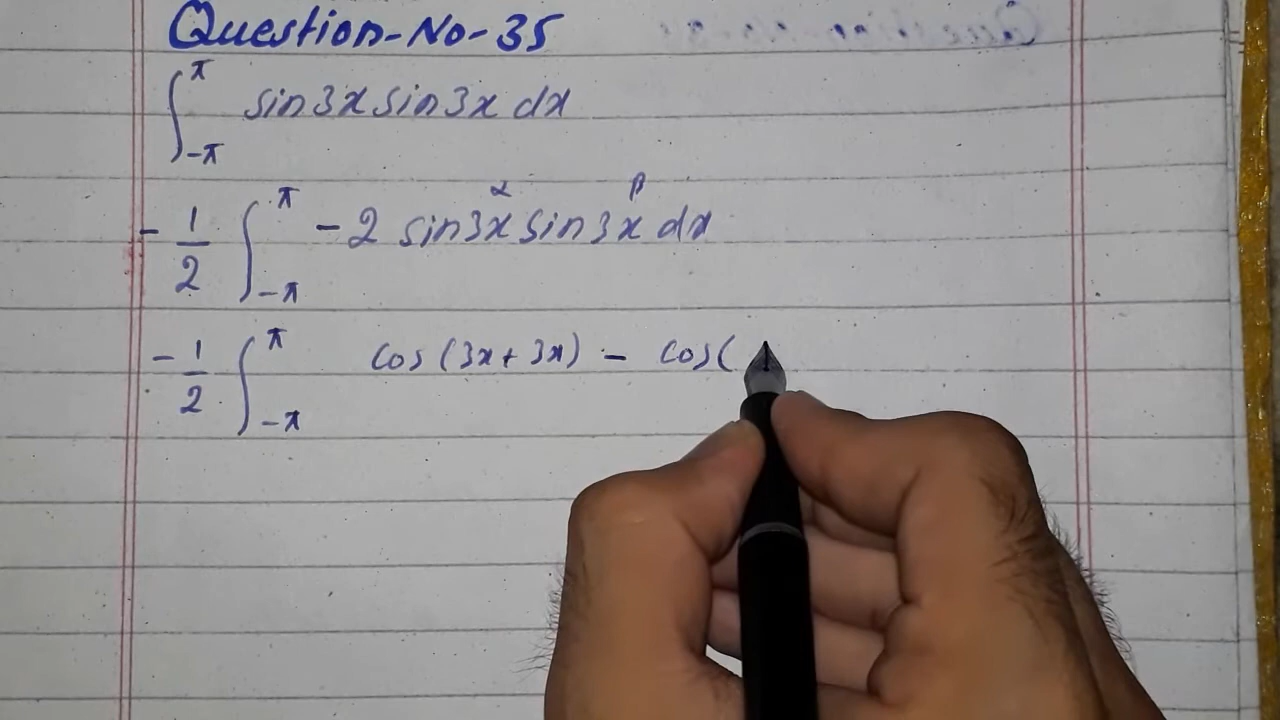 Question-No-35
∫_{-π}^{π} sin3x sin3x dx
-1/2 ∫_{-π}^{π} -2 sin3x^α sin3x^β dx
-1/2 ∫_{-π}^{π} cos(3x+3x) - cos(